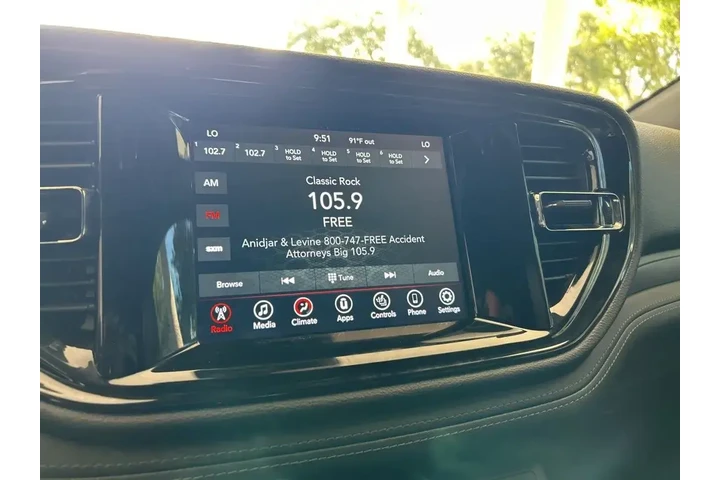 LO 9:51 91°F out LO
1 102.7 2 102.7 3 HOLD to Set 4 HOLD to Set 5 HOLD to Set 6 HOLD to Set
AM
Classic Rock
105.9
FM
FREE
SXM
Anidjar & Levine 800-747-FREE Accident
Attorneys Big 105.9
Browse Tune Audio
Radio Media Climate Apps Controls Phone Settings